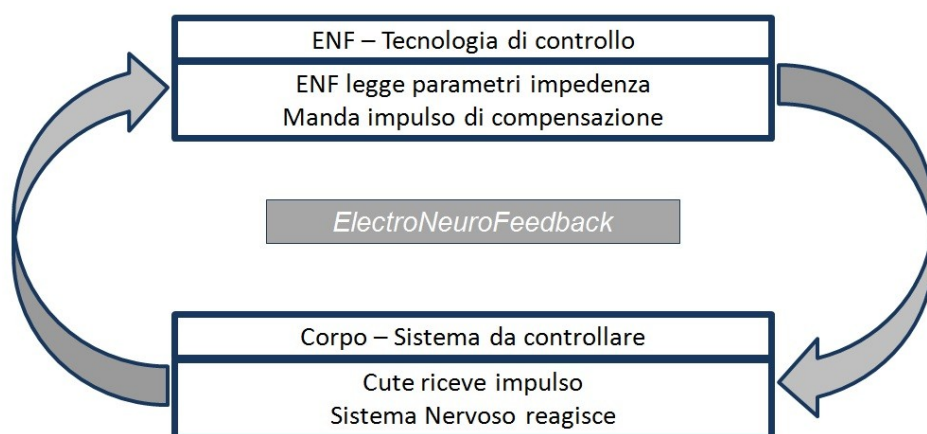 ENF – Tecnologia di controllo
ENF legge parametri impedenza
Manda impulso di compensazione
ElectroNeuroFeedback
Corpo – Sistema da controllare
Cute riceve impulso
Sistema Nervoso reagisce